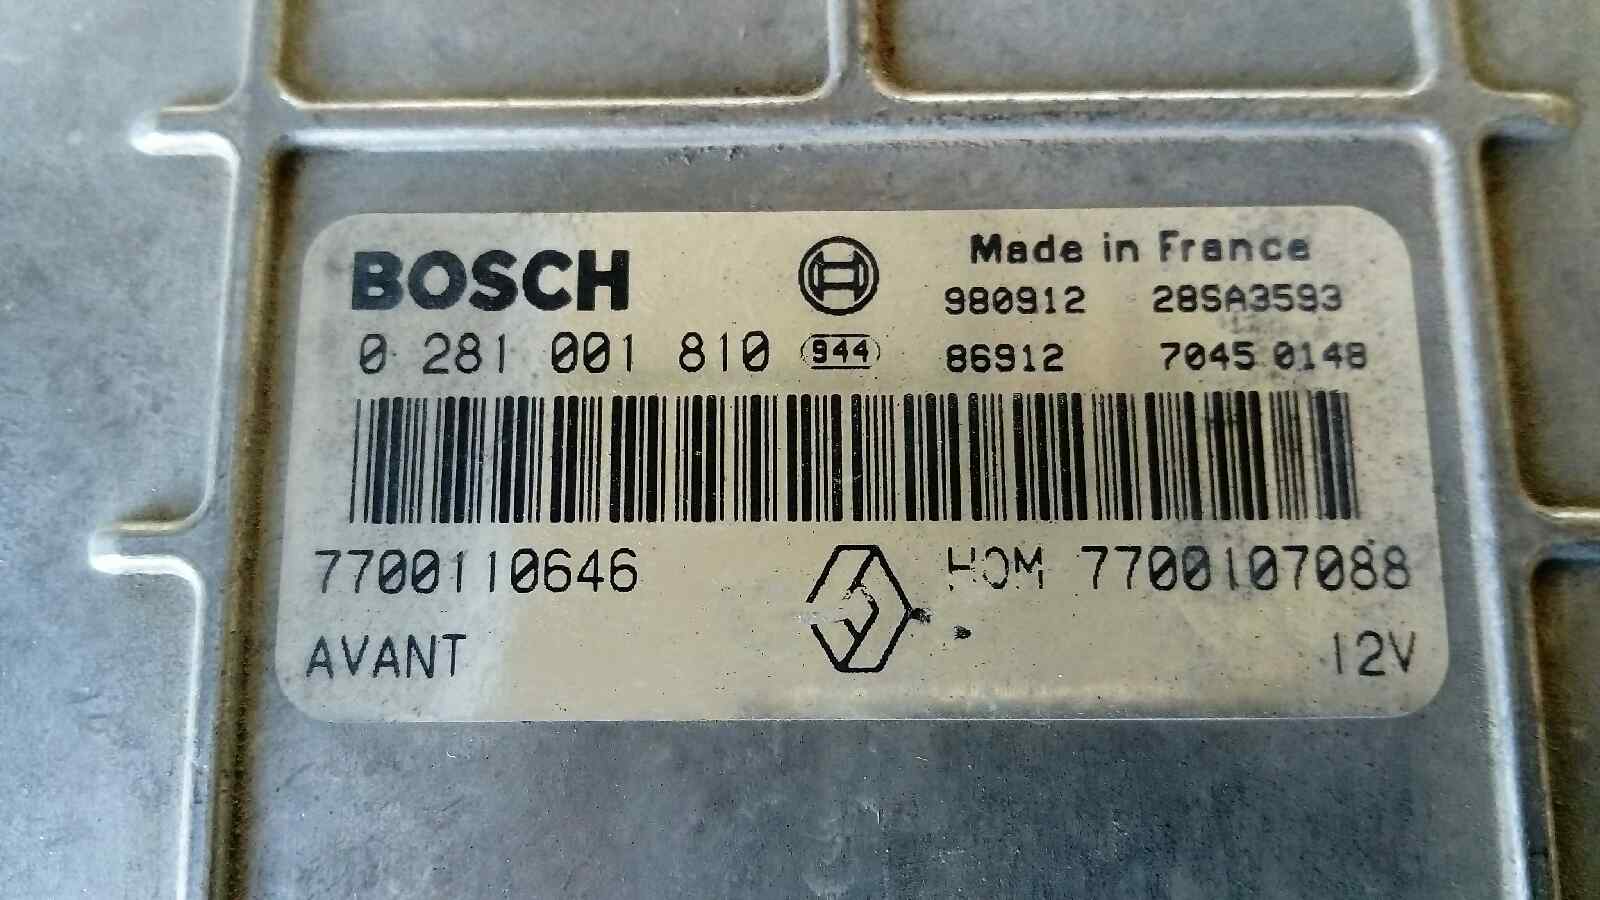 BOSCH
Made in France
980912 28SA3593
0 281 001 810 944
86912 7045 0148
7700110646 HOM 7700107088
AVANT 12V